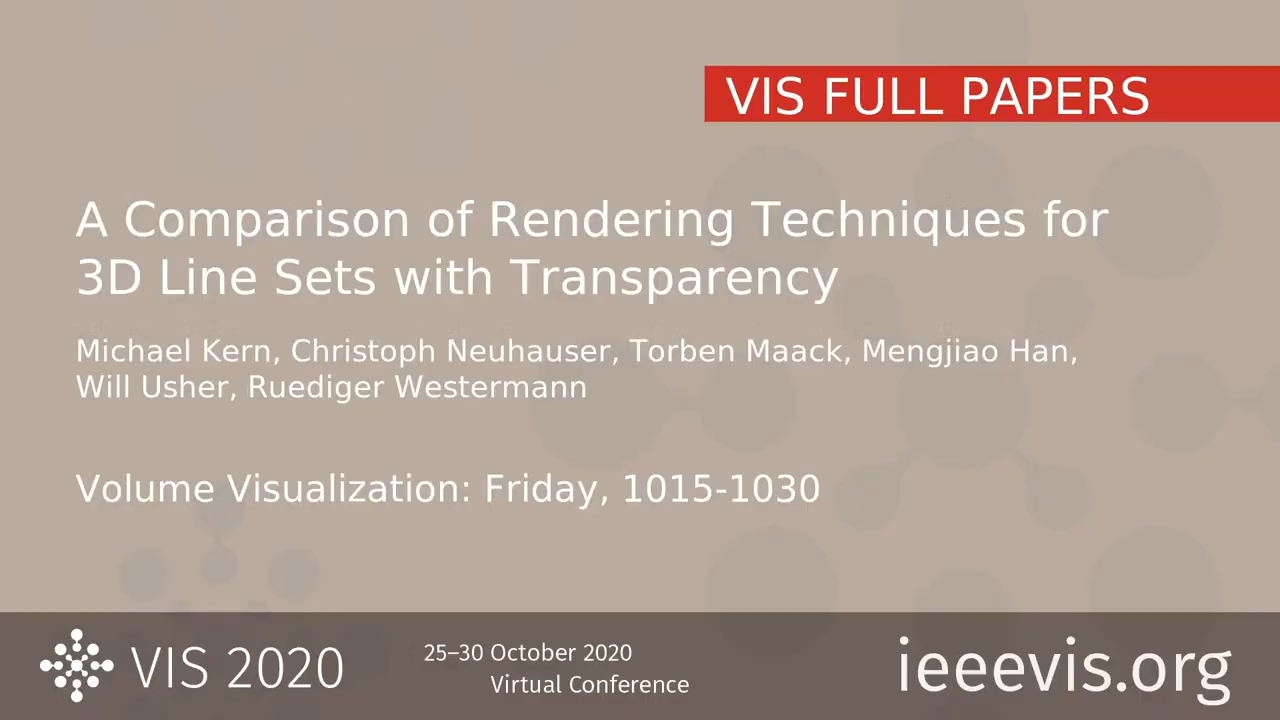 VIS FULL PAPERS
A Comparison of Rendering Techniques for
3D Line Sets with Transparency
Michael Kern, Christoph Neuhauser, Torben Maack, Mengjiao Han,
Will Usher, Ruediger Westermann
Volume Visualization: Friday, 1015-1030
VIS 2020
25–30 October 2020
Virtual Conference
ieeevis.org